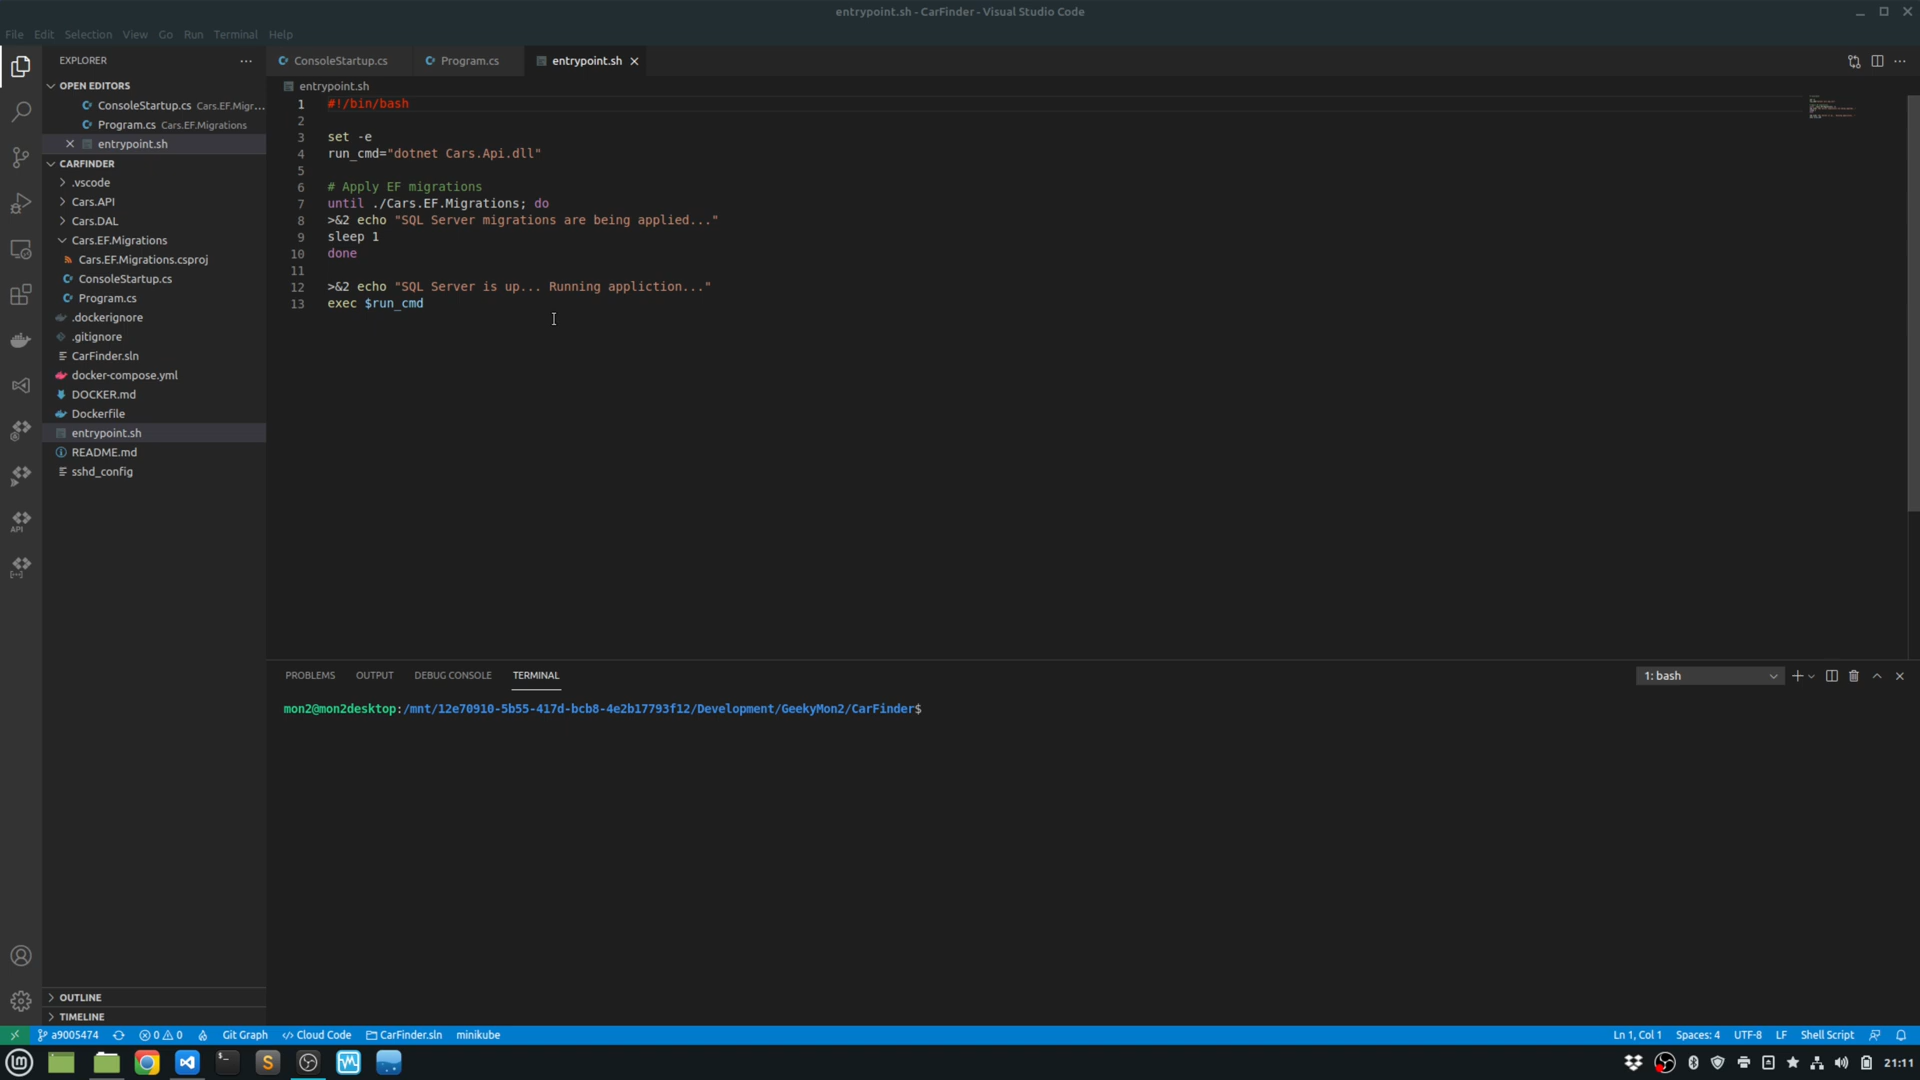 entrypoint.sh - CarFinder - Visual Studio Code
File Edit Selection View Go Run Terminal Help
EXPLORER
OPEN EDITORS
ConsoleStartup.cs Cars.EF.Migr...
Program.cs Cars.EF.Migrations
entrypoint.sh
CARFINDER
.vscode
Cars.API
Cars.DAL
Cars.EF.Migrations
Cars.EF.Migrations.csproj
ConsoleStartup.cs
Program.cs
.dockerignore
.gitignore
CarFinder.sln
docker-compose.yml
DOCKER.md
Dockerfile
entrypoint.sh
README.md
sshd_config
OUTLINE
TIMELINE
ConsoleStartup.cs Program.cs entrypoint.sh
entrypoint.sh
1 #!/bin/bash
2
3 set -e
4 run_cmd="dotnet Cars.Api.dll"
5
6 # Apply EF migrations
7 until ./Cars.EF.Migrations; do
8 >&2 echo "SQL Server migrations are being applied..."
9 sleep 1
10 done
11
12 >&2 echo "SQL Server is up... Running appliction..."
13 exec $run_cmd
PROBLEMS OUTPUT DEBUG CONSOLE TERMINAL
1: bash
mon2@mon2desktop:/mnt/12e70910-5b55-417d-bcb8-4e2b17793f12/Development/GeekyMon2/CarFinder$
API
a9005474 0 0 Git Graph Cloud Code CarFinder.sln minikube
Ln 1, Col 1 Spaces: 4 UTF-8 LF Shell Script
21:11